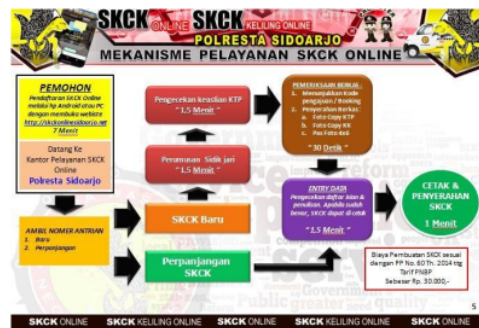 SKCK ONLINE SKCK KELILING ONLINE
POLRESTA SIDOARJO
MEKANISME PELAYANAN SKCK ONLINE
PEMOHON
Pendaftaran SKCK Online
melalui hp Android atau PC
dengan membuka website
http://skckonlinesidoarjo.net
7 Menit
Datang Ke
Kantor Pelayanan SKCK
Online
Polresta Sidoarjo
AMBIL NOMER ANTRIAN
1. Baru
2. Perpanjangan
Pengecekan keaslian KTP
"1.5 Menit"
Perumusan Sidik jari
"1.5 Menit"
SKCK Baru
Perpanjangan
SKCK
PEMERIKSAAN BERKAS :
1. Menunjukkan Kode
pengajuan / Booking
2. Penyerahan Berkas :
a Foto Copy KTP
b Foto Copy KK
c Pas Foto 4x6
"30 Detik"
ENTRY DATA
Pengecekan daftar isian &
penulisan. Apabila sudah
benar, SKCK dapat dicetak
"1.5 Menit"
CETAK &
PENYERAHAN
SKCK
1 Menit
Biaya Pembuatan SKCK sesuai
dengan PP No. 60 Th. 2014 ttg
Tarif PNBP
Sebesar Rp. 30.000,-
5
SKCK ONLINE SKCK KELILING ONLINE SKCK ONLINE SKCK KELILING ONLINE SKCK ONLINE